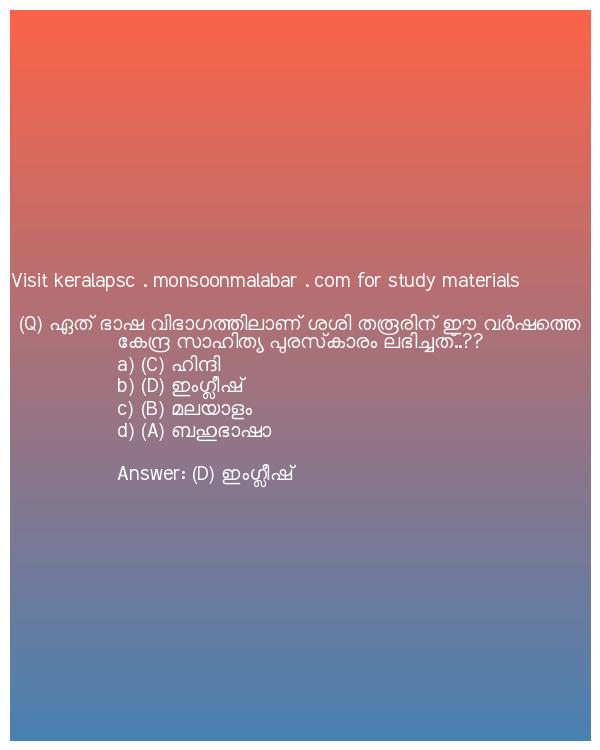 Visit keralapsc . monsoonmalabar . com for study materials
(Q) ഏത് ഭാഷ വിഭാഗത്തിലാണ് ശശി തരൂരിന് ഈ വർഷത്തെ
കേന്ദ്ര സാഹിത്യ പുരസ്കാരം ലഭിച്ചത്..??
a) (C) ഹിന്ദി
b) (D) ഇംഗ്ലീഷ്
c) (B) മലയാളം
d) (A) ബഹുഭാഷാ
Answer: (D) ഇംഗ്ലീഷ്